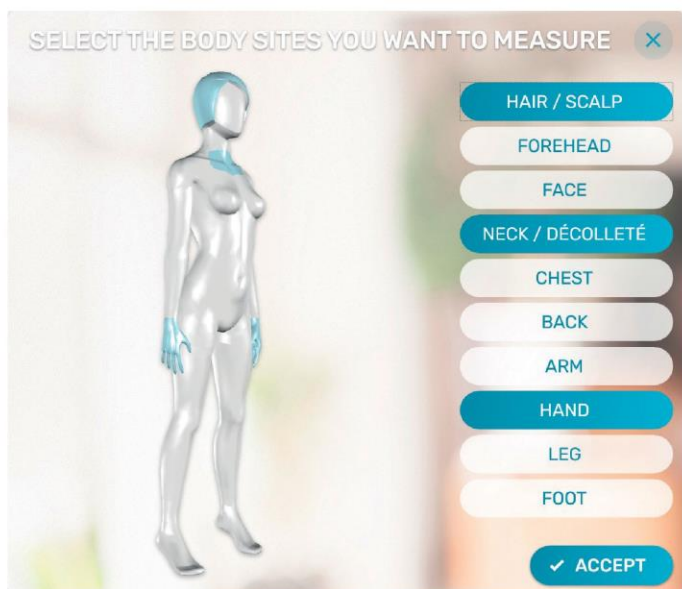 SELECT THE BODY SITES YOU WANT TO MEASURE
HAIR / SCALP
FOREHEAD
FACE
NECK / DÉCOLLETÉ
CHEST
BACK
ARM
HAND
LEG
FOOT
ACCEPT